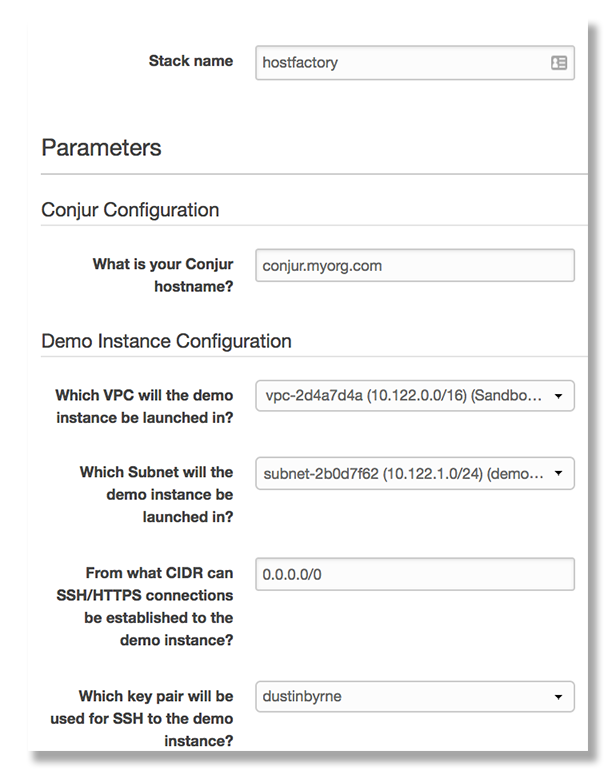 Stack name
hostfactory
Parameters
Conjur Configuration
What is your Conjur
hostname?
conjur.myorg.com
Demo Instance Configuration
Which VPC will the demo
instance be launched in?
vpc-2d4a7d4a (10.122.0.0/16) (Sandbo...
Which Subnet will the
demo instance be
launched in?
subnet-2b0d7f62 (10.122.1.0/24) (demo...
From what CIDR can
SSH/HTTPS connections
be established to the
demo instance?
0.0.0.0/0
Which key pair will be
used for SSH to the demo
instance?
dustinbyrne